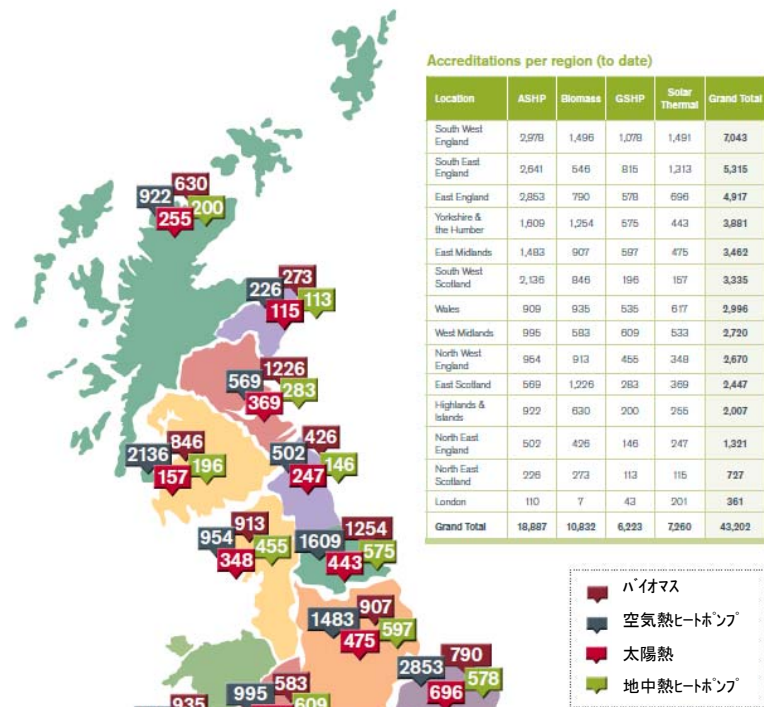 Accreditations per region (to date)
Location ASHP Biomass GSHP Solar Thermal Grand Total
South West England 2,978 1,496 1,078 1,491 7,043
South East England 2,641 546 815 1,313 5,315
East England 2,853 790 578 696 4,917
Yorkshire & the Humber 1,609 1,254 575 443 3,881
East Midlands 1,483 907 597 475 3,462
South West Scotland 2,136 846 196 157 3,335
Wales 909 935 535 617 2,996
West Midlands 995 583 609 533 2,720
North West England 954 913 455 348 2,670
East Scotland 569 1,226 283 369 2,447
Highlands & Islands 922 630 200 255 2,007
North East England 502 426 146 247 1,321
North East Scotland 226 273 113 115 727
London 110 7 43 201 361
Grand Total 18,887 10,832 6,223 7,260 43,202
630
922 200
255
273
226 113
115
1226
569 283
369
846
2136 196
157
426
502 146
247
913
954 455
348
1254
1609 575
443
907
1483 597
475
790
2853 578
696
583
995 609
935
バイオマス
空気熱ヒートポンプ
太陽熱
地中熱ヒートポンプ